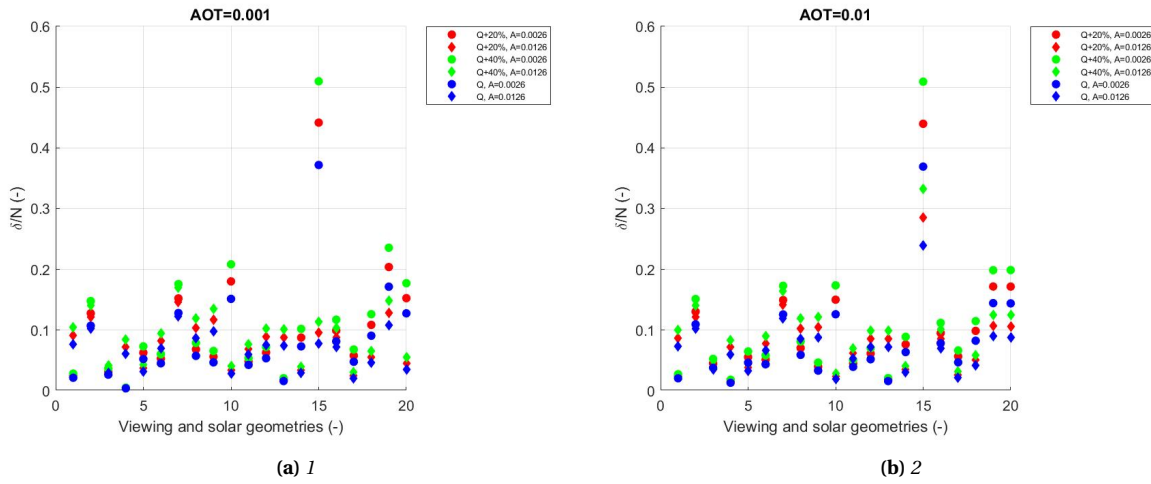 AOT=0.001
0.6
0.5
0.4
0.3
0.2
0.1
0
δ/N (-)
0 5 10 15 20
Viewing and solar geometries (-)
Q+20%, A=0.0026
Q+20%, A=0.0126
Q+40%, A=0.0026
Q+40%, A=0.0126
Q, A=0.0026
Q, A=0.0126
(a) 1
AOT=0.01
0.6
0.5
0.4
0.3
0.2
0.1
0
δ/N (-)
0 5 10 15 20
Viewing and solar geometries (-)
Q+20%, A=0.0026
Q+20%, A=0.0126
Q+40%, A=0.0026
Q+40%, A=0.0126
Q, A=0.0026
Q, A=0.0126
(b) 2